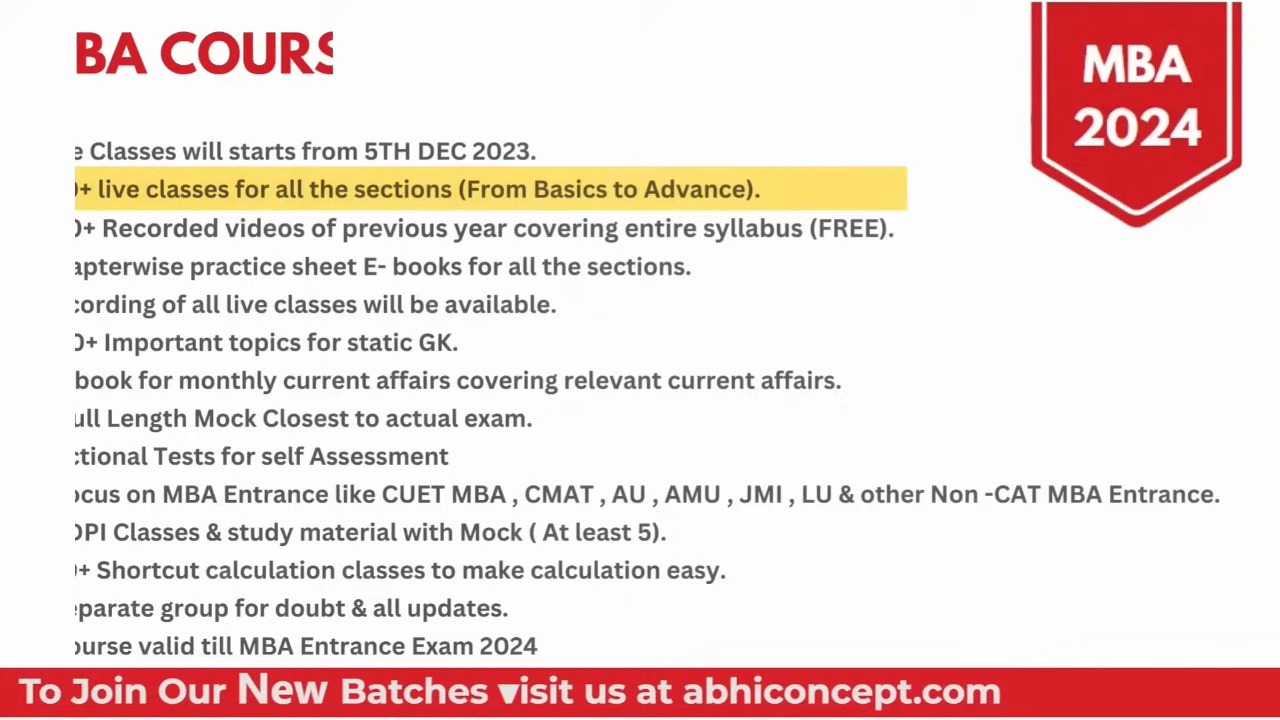 BA COURS
MBA
2024
e Classes will starts from 5TH DEC 2023.
0+ live classes for all the sections (From Basics to Advance).
0+ Recorded videos of previous year covering entire syllabus (FREE).
apterwise practice sheet E- books for all the sections.
cording of all live classes will be available.
0+ Important topics for static GK.
book for monthly current affairs covering relevant current affairs.
ull Length Mock Closest to actual exam.
ctional Tests for self Assessment
ocus on MBA Entrance like CUET MBA , CMAT , AU , AMU , JMI , LU & other Non -CAT MBA Entrance.
DPI Classes & study material with Mock ( At least 5).
0+ Shortcut calculation classes to make calculation easy.
eparate group for doubt & all updates.
ourse valid till MBA Entrance Exam 2024
To Join Our New Batches visit us at abhiconcept.com